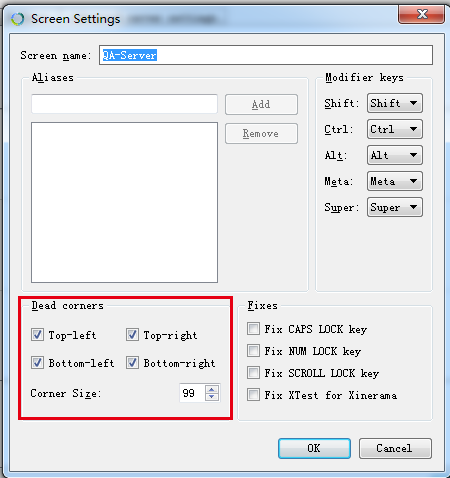 Screen Settings
Screen name: QA-Server
Aliases
Add
Remove
Modifier keys
Shift: Shift
Ctrl: Ctrl
Alt: Alt
Meta: Meta
Super: Super
Dead corners
Top-left Top-right
Bottom-left Bottom-right
Corner Size: 99
Fixes
Fix CAPS LOCK key
Fix NUM LOCK key
Fix SCROLL LOCK key
Fix XTest for Xinerama
OK Cancel